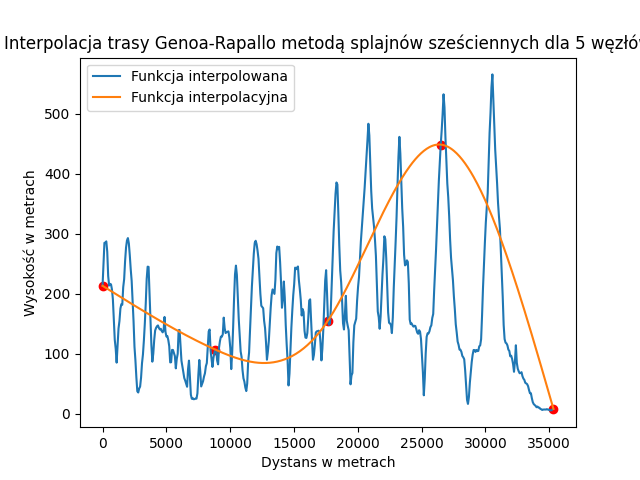 Interpolacja trasy Genoa-Rapallo metodą splajnów sześciennych dla 5 węzłó
Funkcja interpolowana
Funkcja interpolacyjna
Wysokość w metrach
500
400
300
200
100
0
0 5000 10000 15000 20000 25000 30000 35000
Dystans w metrach